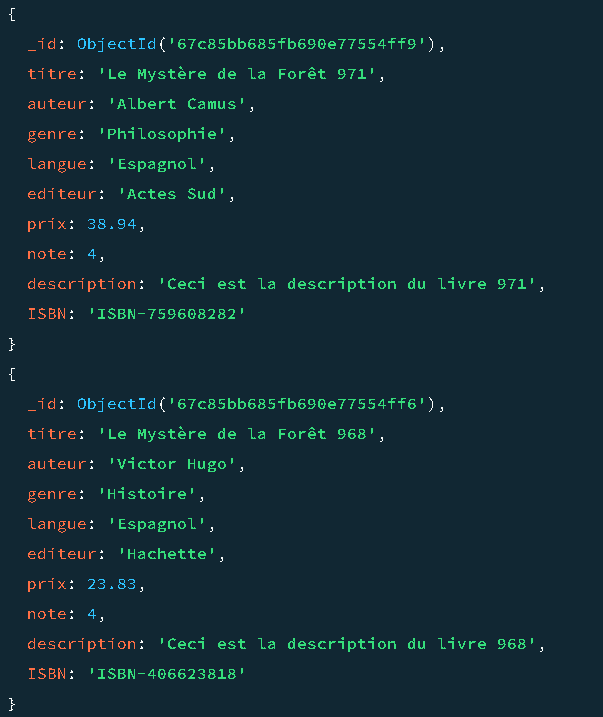 {
_id: ObjectId('67c85bb685fb690e77554ff9'),
titre: 'Le Mystère de la Forêt 971',
auteur: 'Albert Camus',
genre: 'Philosophie',
langue: 'Espagnol',
editeur: 'Actes Sud',
prix: 38.94,
note: 4,
description: 'Ceci est la description du livre 971',
ISBN: 'ISBN-759608282'
}
{
_id: ObjectId('67c85bb685fb690e77554ff6'),
titre: 'Le Mystère de la Forêt 968',
auteur: 'Victor Hugo',
genre: 'Histoire',
langue: 'Espagnol',
editeur: 'Hachette',
prix: 23.83,
note: 4,
description: 'Ceci est la description du livre 968',
ISBN: 'ISBN-406623818'
}